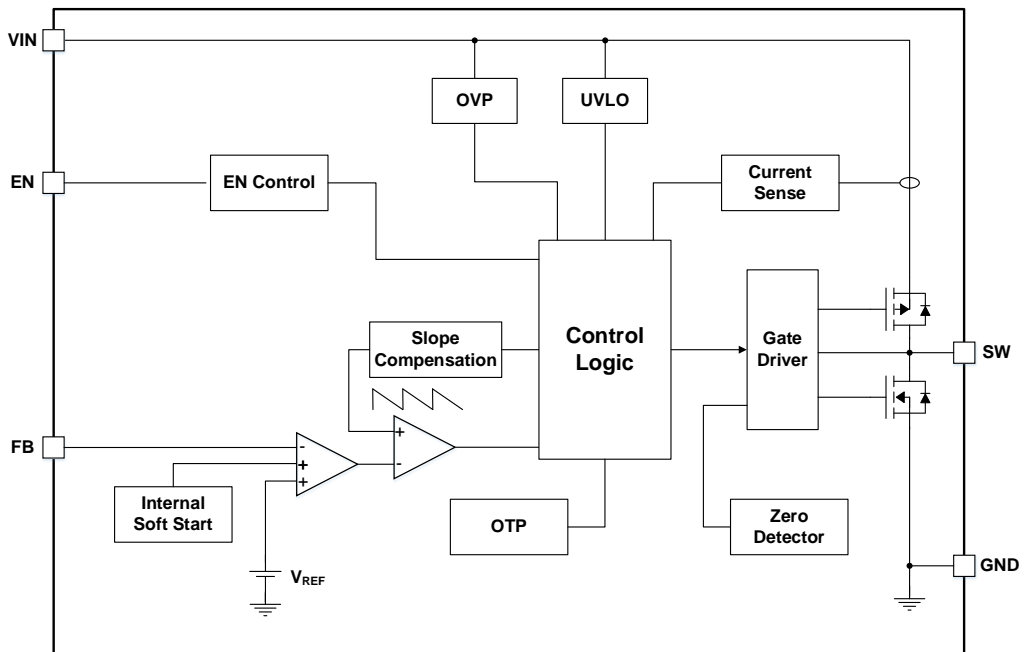 VIN
OVP
UVLO
EN
EN Control
Current
Sense
Slope
Compensation
Control
Logic
Gate
Driver
SW
FB
-
+
+
+
-
Internal
Soft Start
OTP
Zero
Detector
VREF
GND